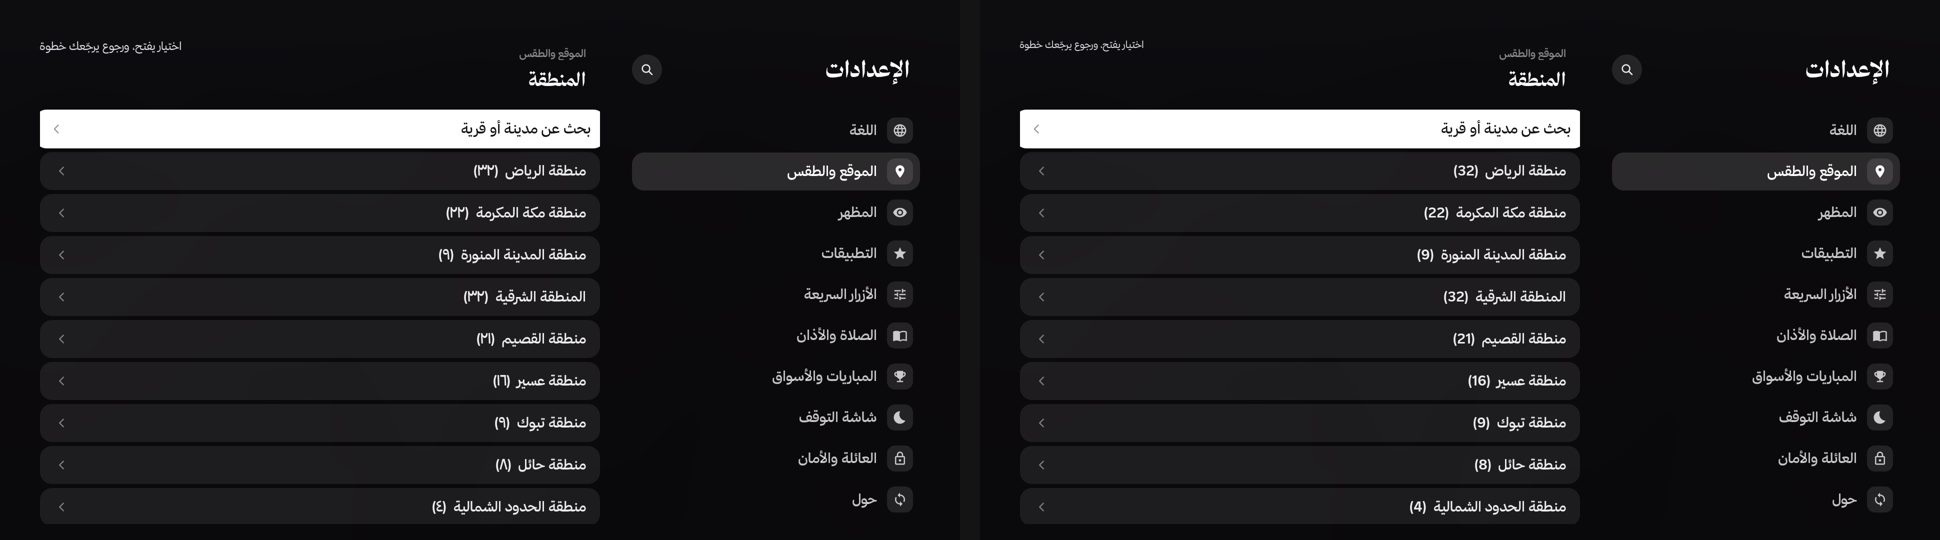 الإعدادات
اللغة
الموقع والطقس
المظهر
التطبيقات
الأزرار السريعة
الصلاة والأذان
المباريات والأسواق
شاشة التوقف
العائلة والأمان
حول
الموقع والطقس
المنطقة
اختيار يفتح. ورجوع يرجّعك خطوة
بحث عن مدينة أو قرية
منطقة الرياض (32)
منطقة مكة المكرمة (22)
منطقة المدينة المنورة (9)
المنطقة الشرقية (32)
منطقة القصيم (21)
منطقة عسير (16)
منطقة تبوك (9)
منطقة حائل (8)
منطقة الحدود الشمالية (4)
الإعدادات
اللغة
الموقع والطقس
المظهر
التطبيقات
الأزرار السريعة
الصلاة والأذان
المباريات والأسواق
شاشة التوقف
العائلة والأمان
حول
الموقع والطقس
المنطقة
اختيار يفتح. ورجوع يرجّعك خطوة
بحث عن مدينة أو قرية
منطقة الرياض (٣٢)
منطقة مكة المكرمة (٢٢)
منطقة المدينة المنورة (٩)
المنطقة الشرقية (٣٢)
منطقة القصيم (٢١)
منطقة عسير (١٦)
منطقة تبوك (٩)
منطقة حائل (٨)
منطقة الحدود الشمالية (٤)